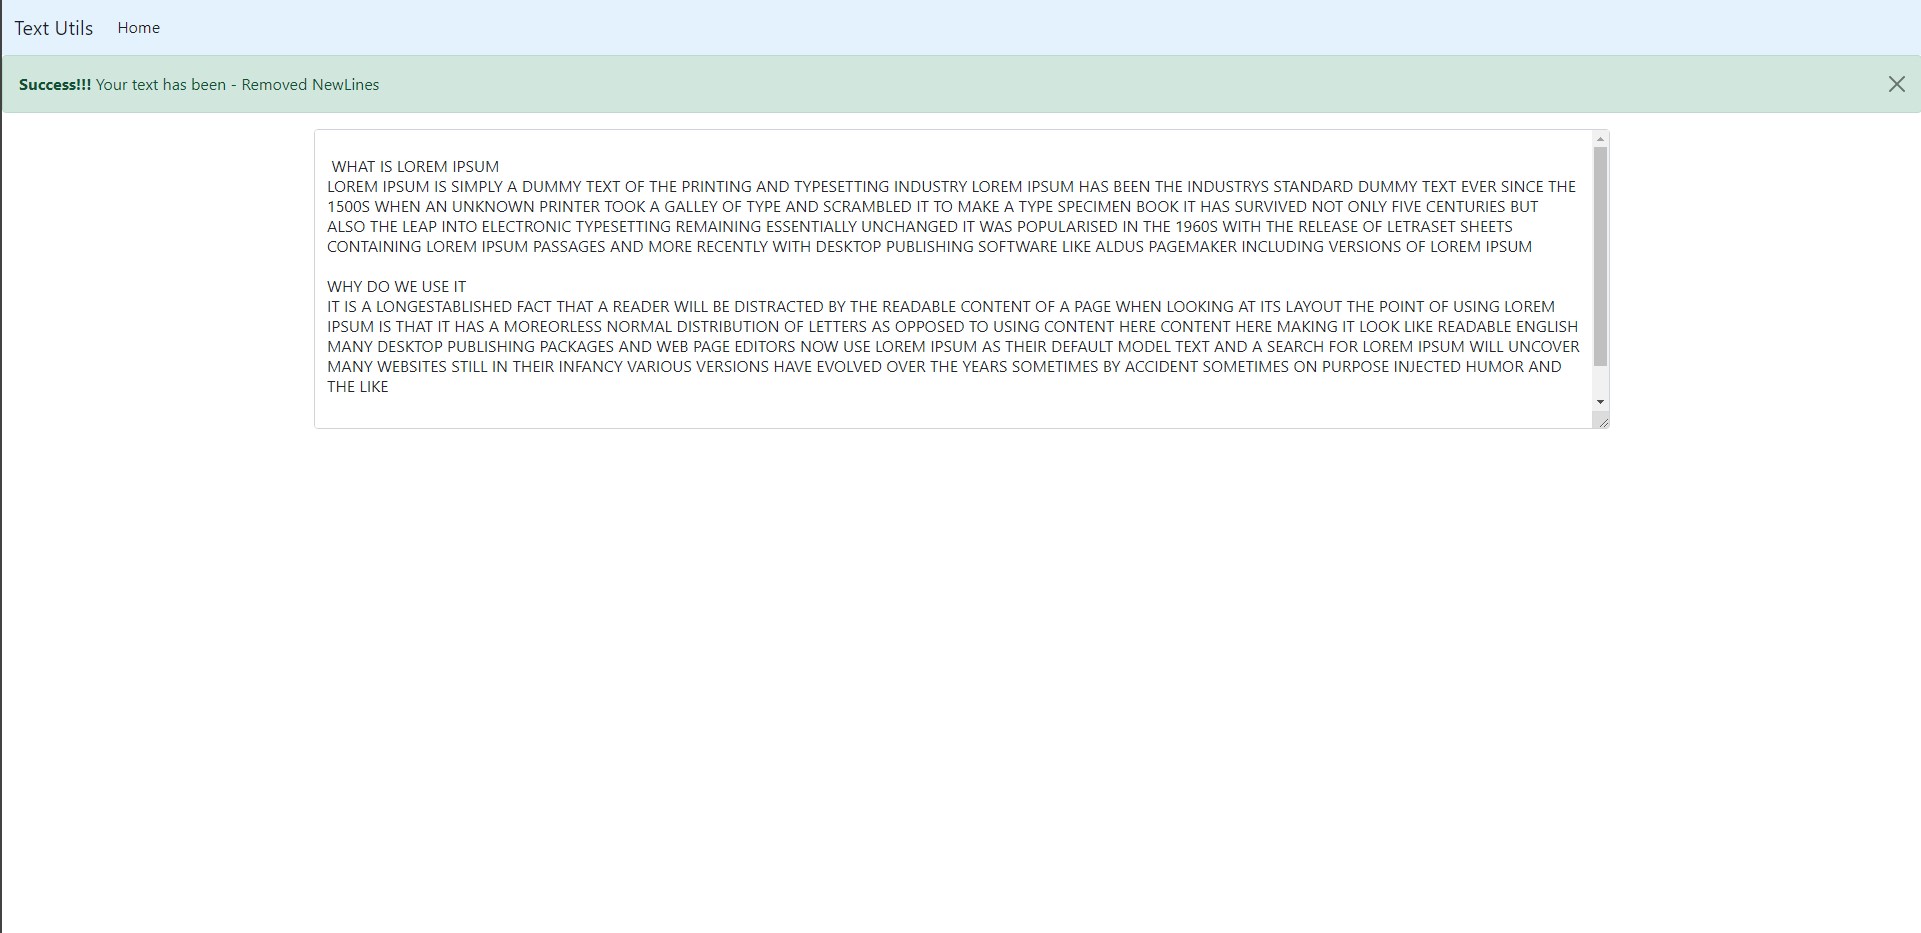 Text Utils Home
Success!!! Your text has been - Removed NewLines
WHAT IS LOREM IPSUM
LOREM IPSUM IS SIMPLY A DUMMY TEXT OF THE PRINTING AND TYPESETTING INDUSTRY LOREM IPSUM HAS BEEN THE INDUSTRYS STANDARD DUMMY TEXT EVER SINCE THE
1500S WHEN AN UNKNOWN PRINTER TOOK A GALLEY OF TYPE AND SCRAMBLED IT TO MAKE A TYPE SPECIMEN BOOK IT HAS SURVIVED NOT ONLY FIVE CENTURIES BUT
ALSO THE LEAP INTO ELECTRONIC TYPESETTING REMAINING ESSENTIALLY UNCHANGED IT WAS POPULARISED IN THE 1960S WITH THE RELEASE OF LETRASET SHEETS
CONTAINING LOREM IPSUM PASSAGES AND MORE RECENTLY WITH DESKTOP PUBLISHING SOFTWARE LIKE ALDUS PAGEMAKER INCLUDING VERSIONS OF LOREM IPSUM
WHY DO WE USE IT
IT IS A LONGESTABLISHED FACT THAT A READER WILL BE DISTRACTED BY THE READABLE CONTENT OF A PAGE WHEN LOOKING AT ITS LAYOUT THE POINT OF USING LOREM
IPSUM IS THAT IT HAS A MOREORLESS NORMAL DISTRIBUTION OF LETTERS AS OPPOSED TO USING CONTENT HERE CONTENT HERE MAKING IT LOOK LIKE READABLE ENGLISH
MANY DESKTOP PUBLISHING PACKAGES AND WEB PAGE EDITORS NOW USE LOREM IPSUM AS THEIR DEFAULT MODEL TEXT AND A SEARCH FOR LOREM IPSUM WILL UNCOVER
MANY WEBSITES STILL IN THEIR INFANCY VARIOUS VERSIONS HAVE EVOLVED OVER THE YEARS SOMETIMES BY ACCIDENT SOMETIMES ON PURPOSE INJECTED HUMOR AND
THE LIKE